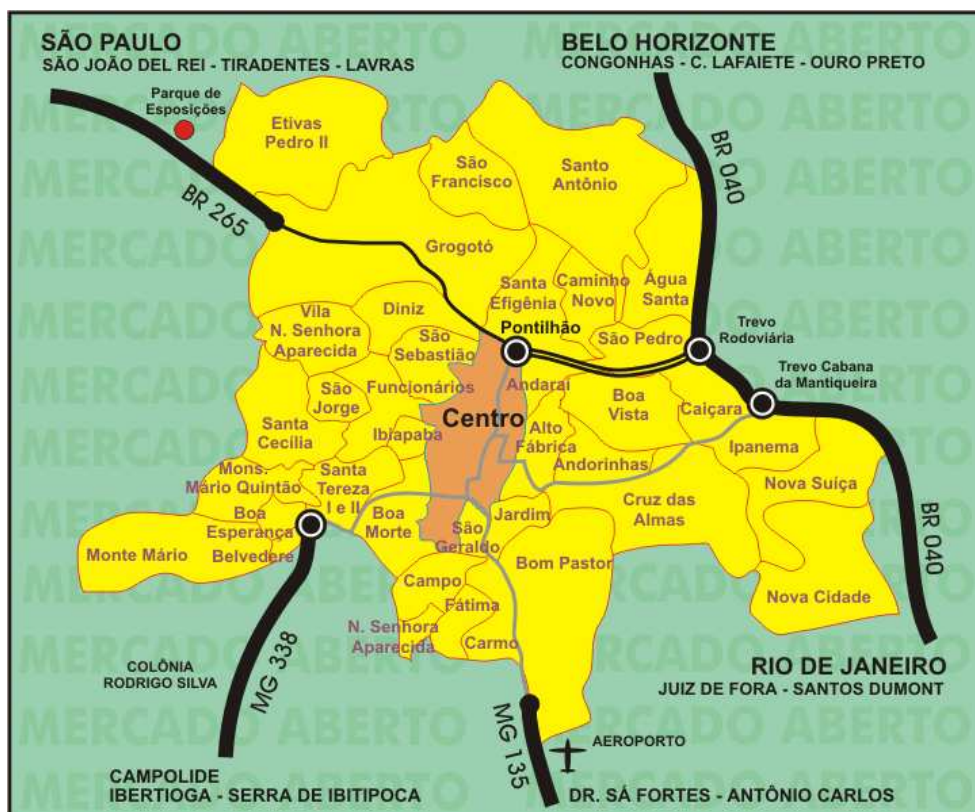 SÃO PAULO
SÃO JOÃO DEL REI - TIRADENTES - LAVRAS
BELO HORIZONTE
CONGONHAS - C. LAFAIETE - OURO PRETO
Parque de
Esposições
BR 265
BR 040
Etivas
Pedro II
São
Francisco
Santo
Antônio
Grogotó
Santa
Efigênia
Caminho
Novo
Água
Santa
Vila
N. Senhora
Aparecida
Diniz
São
Sebastião
Pontilhão
São Pedro
Trevo
Rodoviária
Trevo Cabana
da Mantiqueira
São
Jorge
Funcionários
Andaraí
Boa
Vista
Caiçara
Centro
Santa
Cecília
Ibiapaba
Alto
Fábrica
Andorinhas
Ipanema
Mons.
Mário Quintão
Santa
Tereza
I e II
Nova Suíça
Boa
Esperança
Boa
Morte
São
Geraldo
Jardim
Cruz das
Almas
Monte Mário
Belvedere
Bom Pastor
BR 040
Campo
Fátima
Nova Cidade
N. Senhora
Aparecida
Carmo
COLÔNIA
RODRIGO SILVA
MG 338
RIO DE JANEIRO
JUIZ DE FORA - SANTOS DUMONT
MG 135
AEROPORTO
CAMPOLIDE
IBERTIOGA - SERRA DE IBITIPOCA
DR. SÁ FORTES - ANTÔNIO CARLOS
MERCADO ABERTO